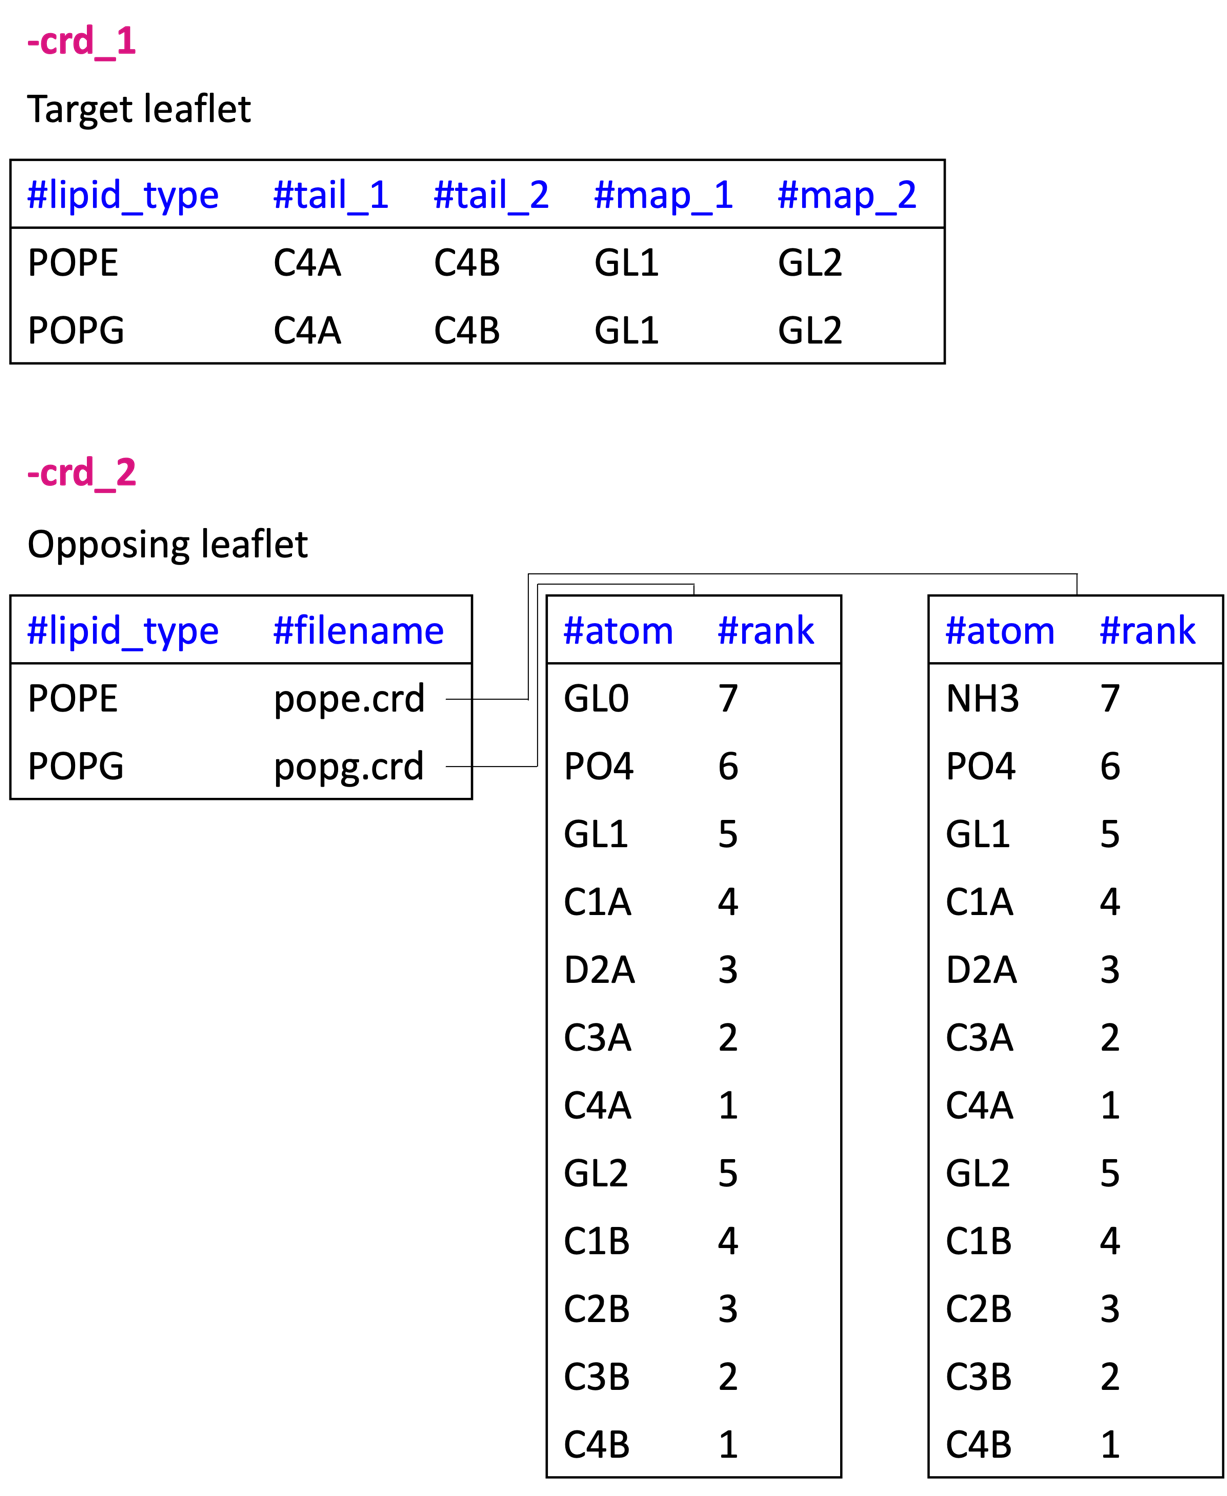 -crd_1
Target leaflet
#lipid_type #tail_1 #tail_2 #map_1 #map_2
POPE C4A C4B GL1 GL2
POPG C4A C4B GL1 GL2
-crd_2
Opposing leaflet
#lipid_type #filename
POPE pope.crd
POPG popg.crd
#atom #rank
GL0 7
PO4 6
GL1 5
C1A 4
D2A 3
C3A 2
C4A 1
GL2 5
C1B 4
C2B 3
C3B 2
C4B 1
#atom #rank
NH3 7
PO4 6
GL1 5
C1A 4
D2A 3
C3A 2
C4A 1
GL2 5
C1B 4
C2B 3
C3B 2
C4B 1